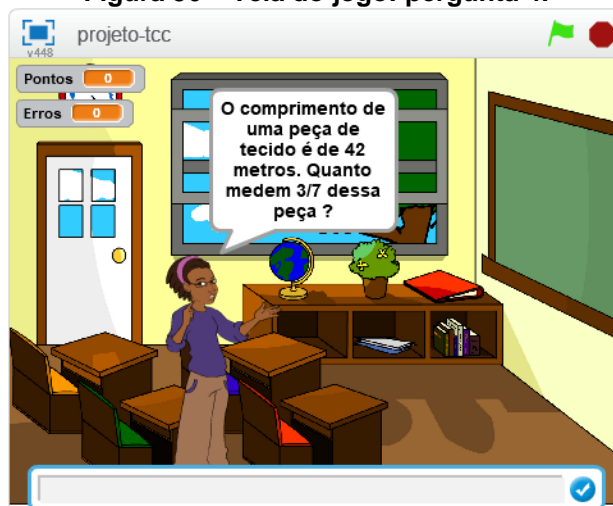 projeto-tcc
v448
Pontos 0
Erros 0
O comprimento de
uma peça de
tecido é de 42
metros. Quanto
medem 3/7 dessa
peça ?